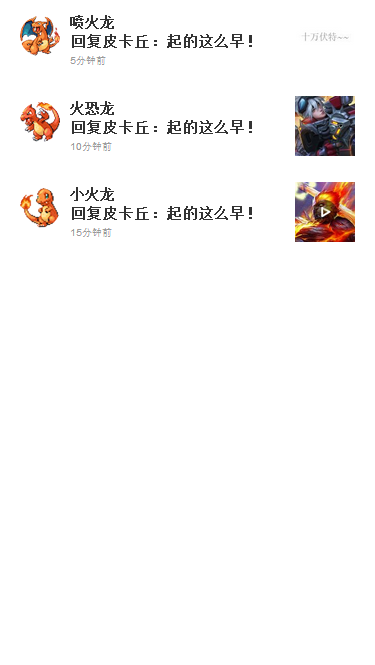 喷火龙
回复皮卡丘：起的这么早！
5分钟前
十万伏特~~
火恐龙
回复皮卡丘：起的这么早！
10分钟前
小火龙
回复皮卡丘：起的这么早！
15分钟前